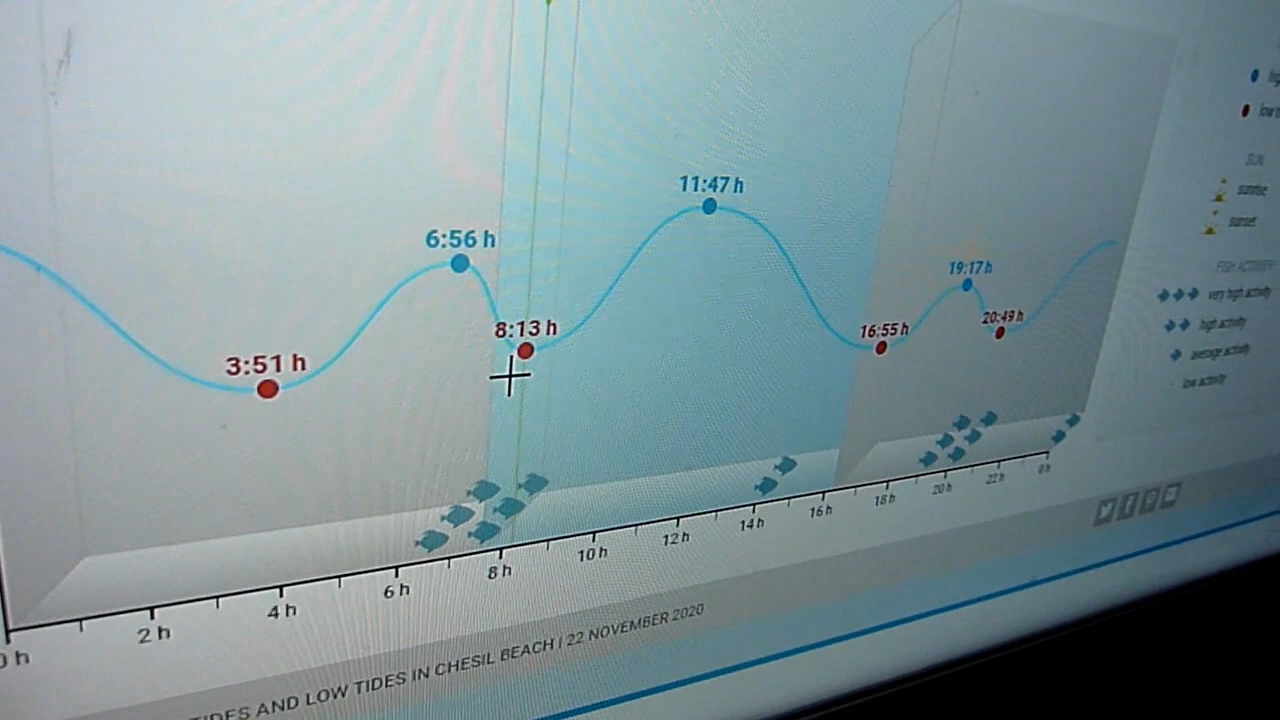 11:47 h
6:56 h
19:17 h
8:13 h
16:55 h
20:49 h
3:51 h
SUN
sunrise
sunset
FISH ACTIVITY
very high activity
high activity
average activity
low activity
2 h
4 h
6 h
8 h
10 h
12 h
14 h
16 h
18 h
20 h
22 h
0 h
AND LOW TIDES IN CHESIL BEACH | 22 NOVEMBER 2020